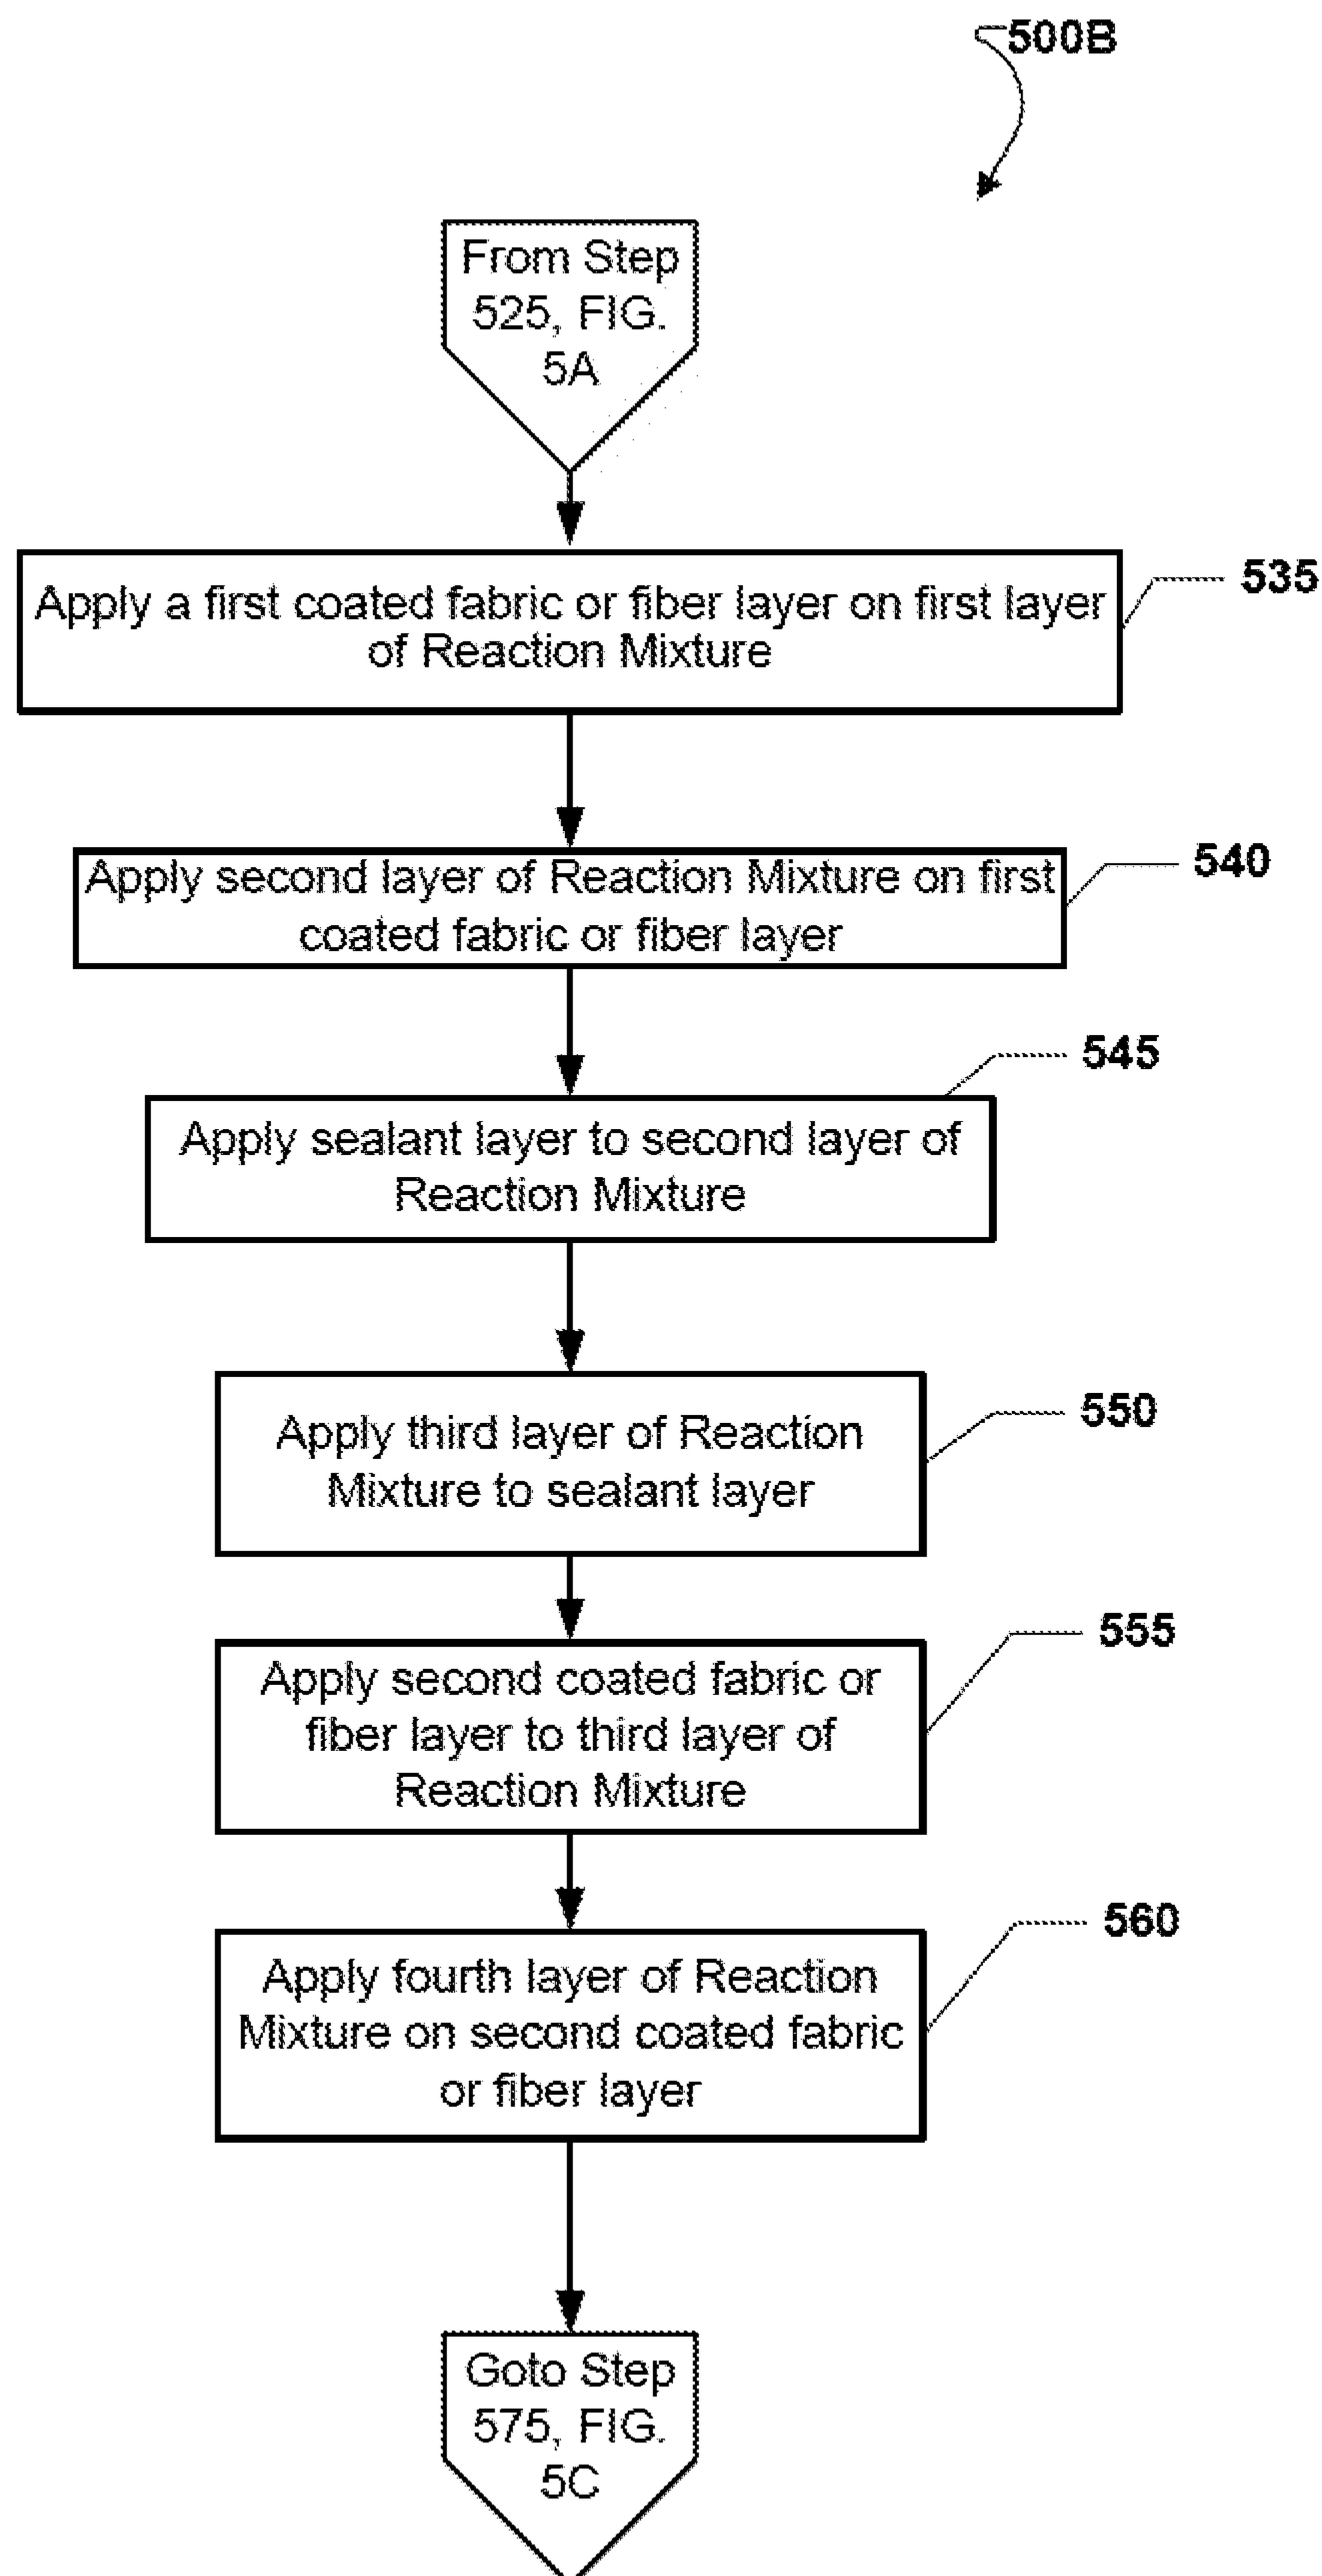 500B
From Step
525, FIG.
5A
Apply a first coated fabric or fiber layer on first layer
of Reaction Mixture
535
Apply second layer of Reaction Mixture on first
coated fabric or fiber layer
540
545
Apply sealant layer to second layer of
Reaction Mixture
Apply third layer of Reaction
Mixture to sealant layer
550
Apply second coated fabric or
fiber layer to third layer of
Reaction Mixture
555
Apply fourth layer of Reaction
Mixture on second coated fabric
or fiber layer
560
Goto Step
575, FIG.
5C